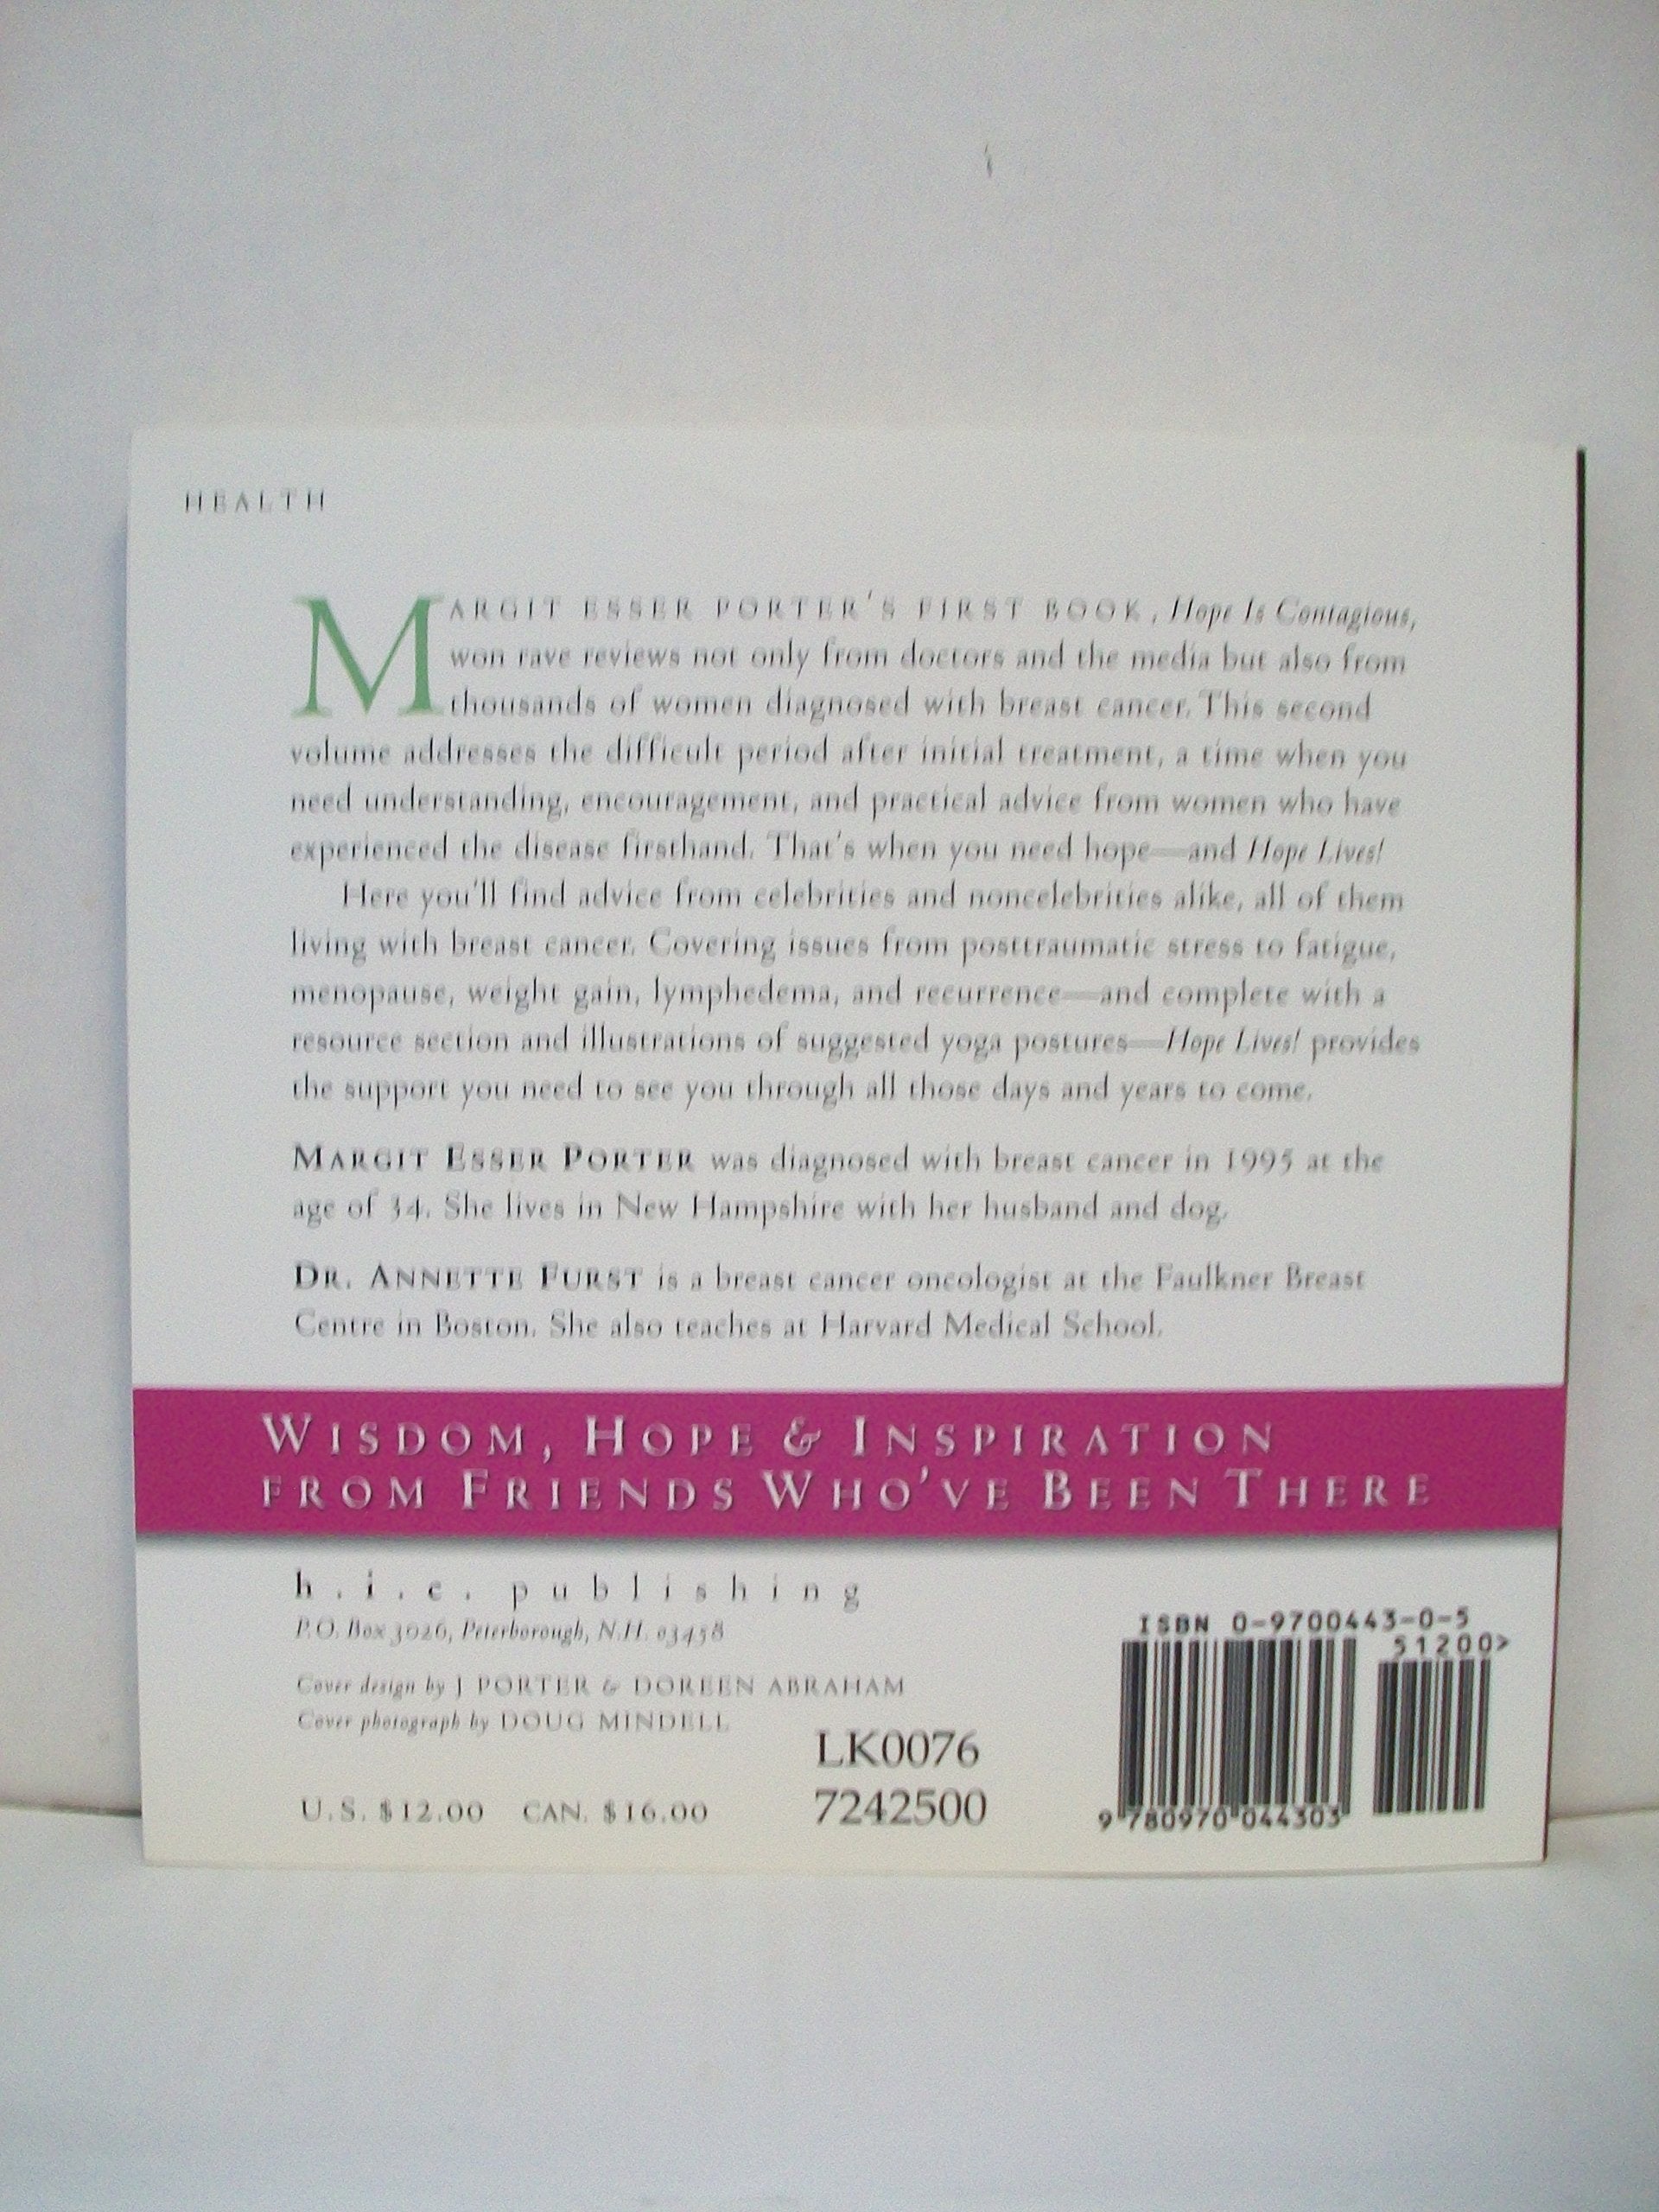 HEALTH
MARGIT ESSER PORTER'S FIRST BOOK, Hope Is Contagious,
won rave reviews not only from doctors and the media but also from
thousands of women diagnosed with breast cancer. This second
volume addresses the difficult period after initial treatment, a time when you
need understanding, encouragement, and practical advice from women who have
experienced the disease firsthand. That's when you need hope—and Hope Lives!
Here you'll find advice from celebrities and noncelebrities alike, all of them
living with breast cancer. Covering issues from posttraumatic stress to fatigue,
menopause, weight gain, lymphedema, and recurrence—and complete with a
resource section and illustrations of suggested yoga postures—Hope Lives! provides
the support you need to see you through all those days and years to come.
MARGIT ESSER PORTER was diagnosed with breast cancer in 1995 at the
age of 34. She lives in New Hampshire with her husband and dog.
DR. ANNETTE FURST is a breast cancer oncologist at the Faulkner Breast
Centre in Boston. She also teaches at Harvard Medical School.
WISDOM, HOPE & INSPIRATION
FROM FRIENDS WHO'VE BEEN THERE
h.i.e. publishing
P.O. Box 3026, Peterborough, N.H. 03458
Cover design by J PORTER & DOREEN ABRAHAM
Cover photograph by DOUG MINDELL
U.S. $12.00 CAN. $16.00
LK0076
7242500
ISBN 0-9700443-0-5
51200>
9 780970 044303